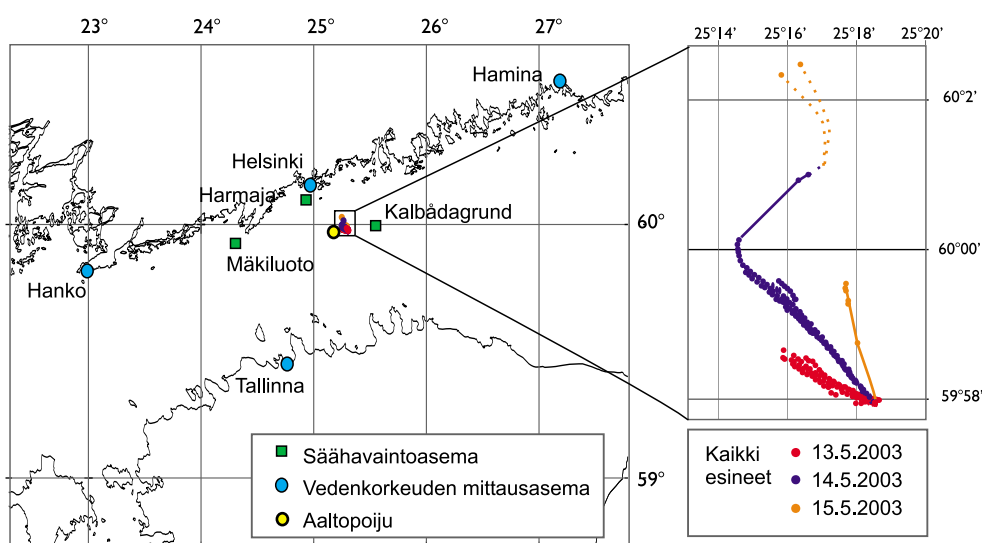 23° 24° 25° 26° 27°
25°14' 25°16' 25°18' 25°20'
Hamina
60°2'
Helsinki
Harmaja
Kalbådagrund
60°
60°00'
Mäkiluoto
Hanko
Tallinna
59°58'
Säähavaintoasema
Vedenkorkeuden mittausasema
Aaltopoiju
59°
Kaikki
esineet
13.5.2003
14.5.2003
15.5.2003